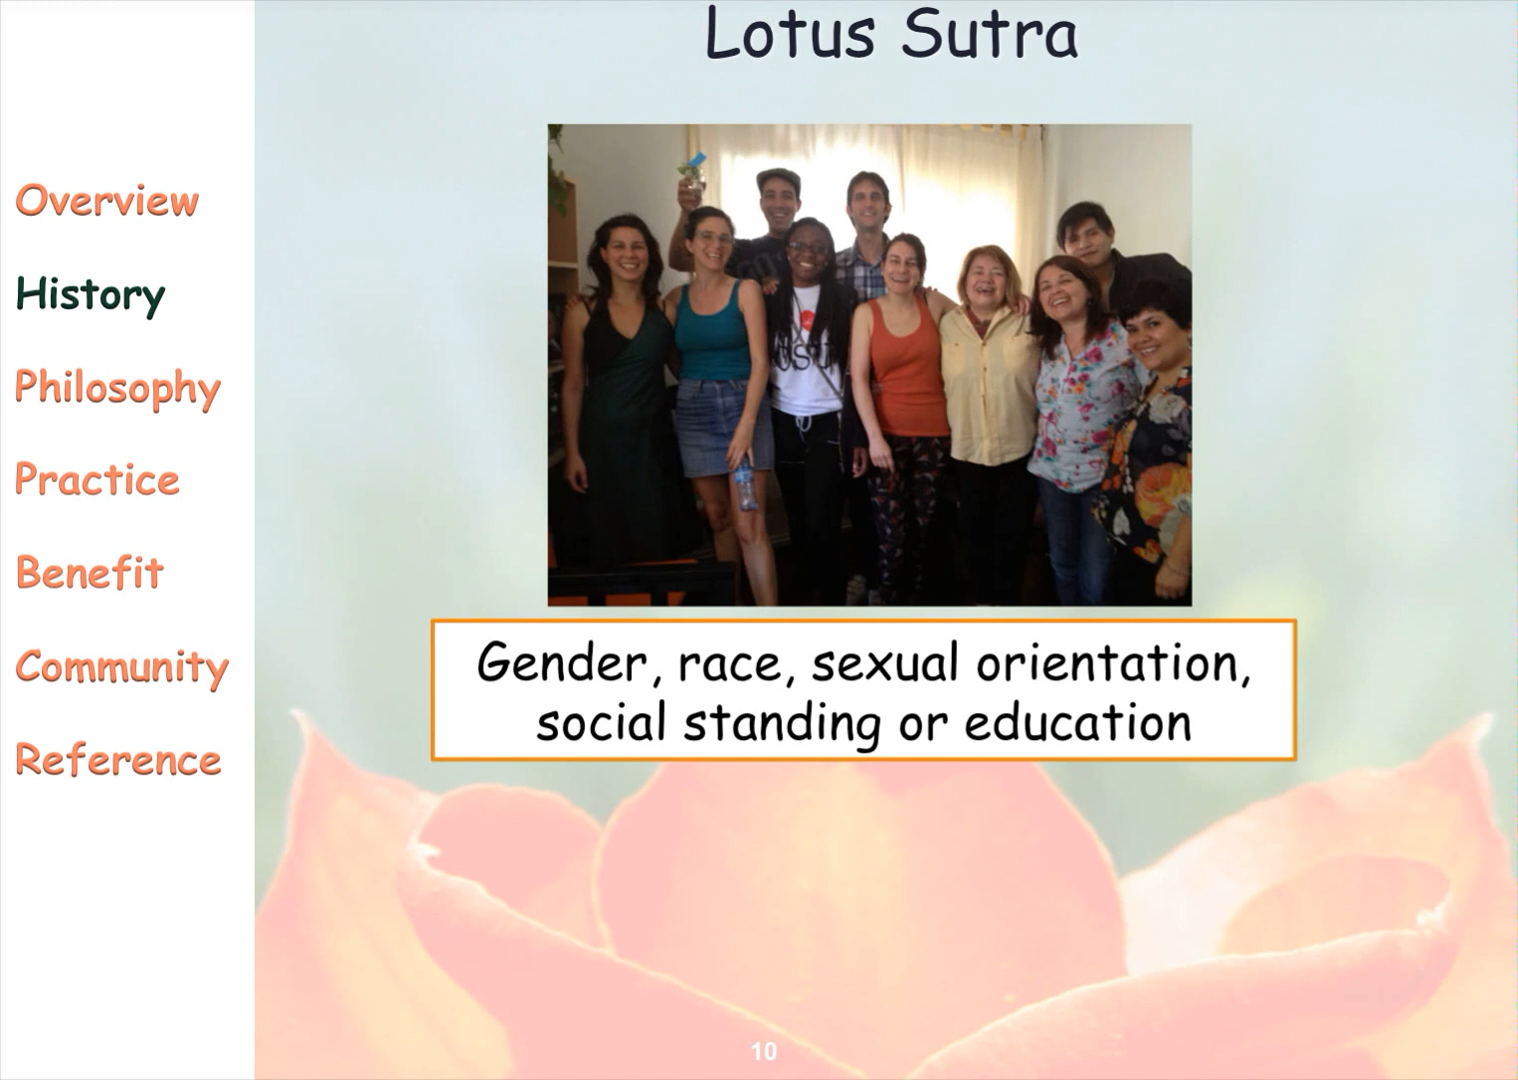 Lotus Sutra
Overview
History
Philosophy
Practice
Benefit
Community
Reference
Gender, race, sexual orientation,
social standing or education
10